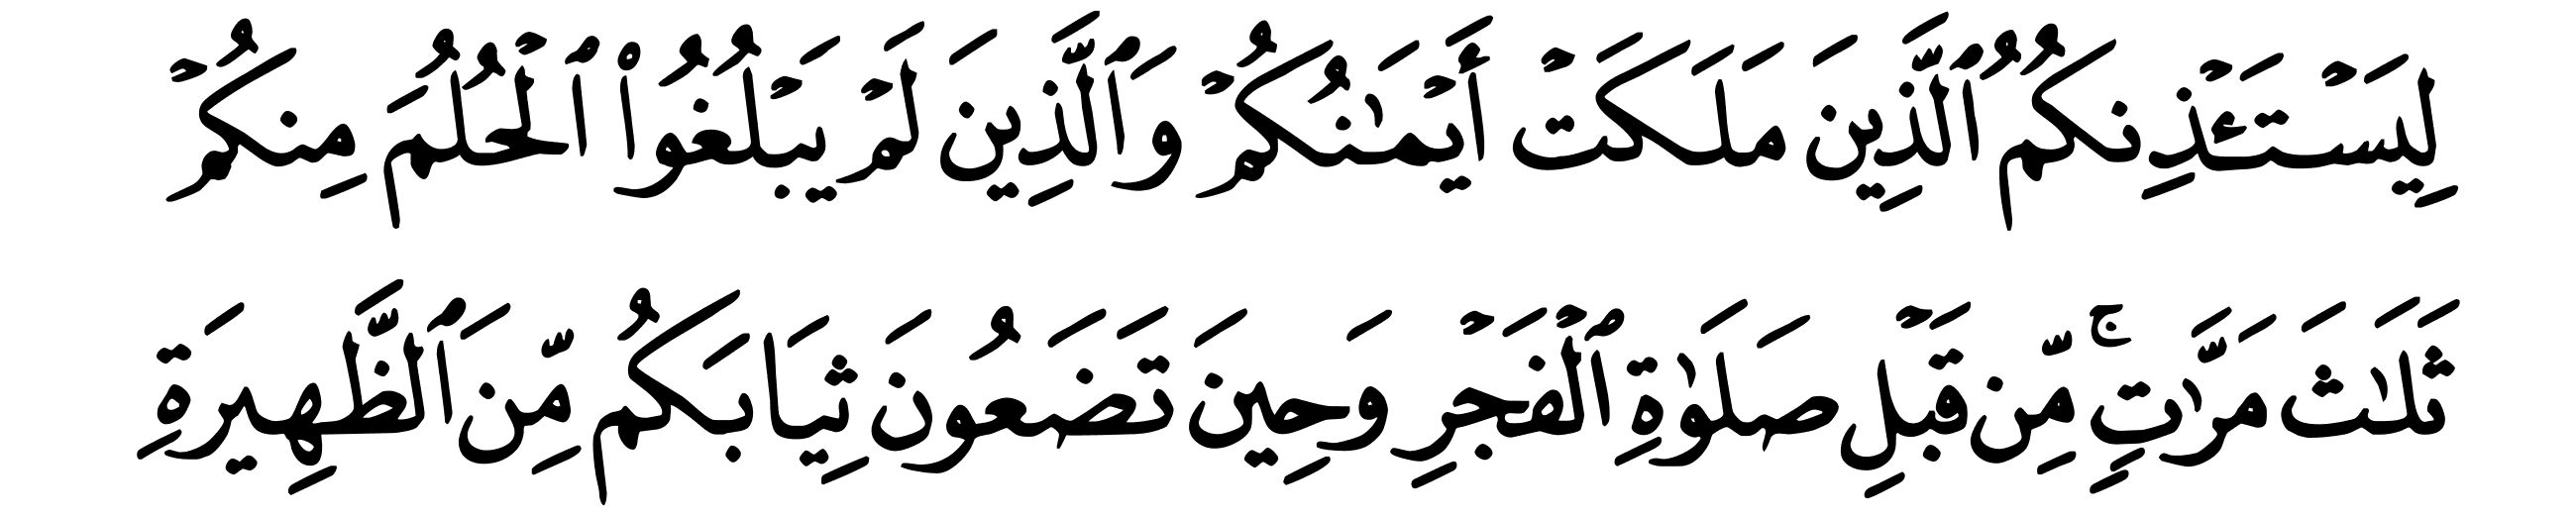 لِيَسْتَـْٔذِنكُمُ ٱلَّذِينَ مَلَكَتْ أَيْمَـٰنُكُمْ وَٱلَّذِينَ لَمْ يَبْلُغُوا۟ ٱلْحُلُمَ مِنكُمْ
ثَلَـٰثَ مَرَّٰتٍۚ مِّن قَبْلِ صَلَوٰةِ ٱلْفَجْرِ وَحِينَ تَضَعُونَ ثِيَابَكُم مِّنَ ٱلظَّهِيرَةِ